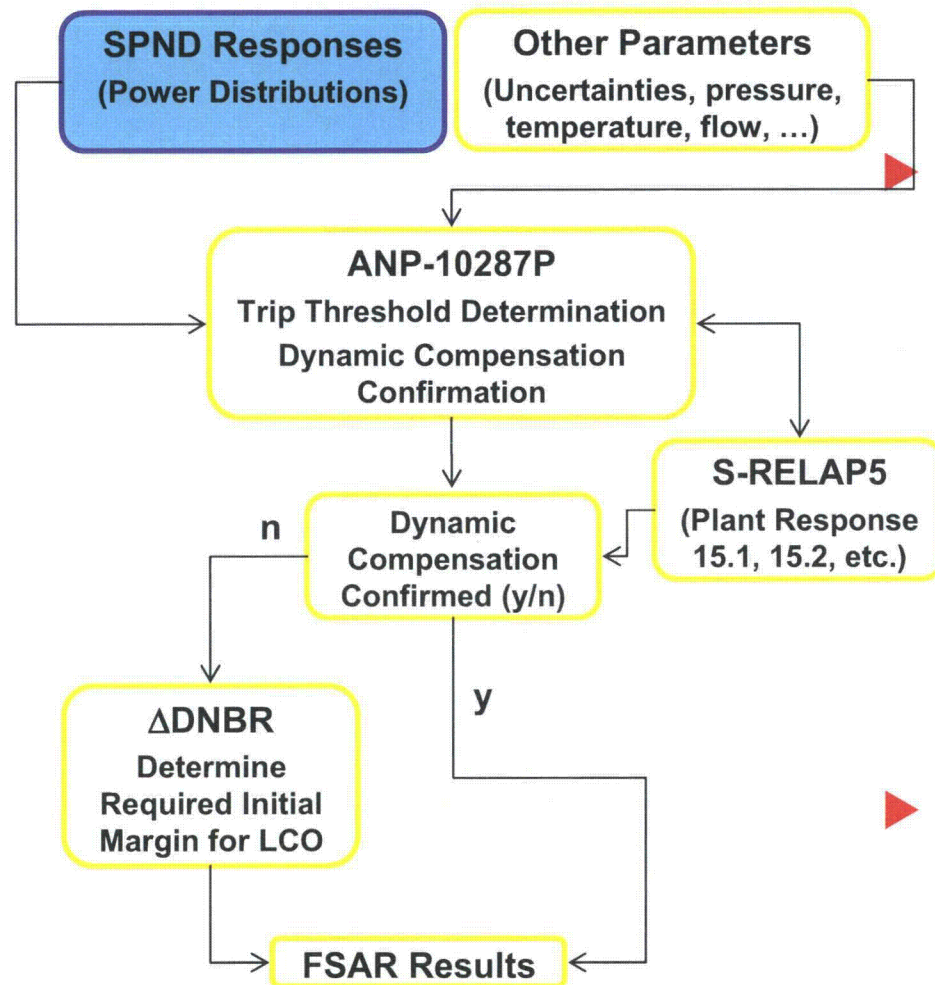 SPND Responses
(Power Distributions)
Other Parameters
(Uncertainties, pressure,
temperature, flow, ...)
ANP-10287P
Trip Threshold Determination
Dynamic Compensation
Confirmation
S-RELAP5
(Plant Response
15.1, 15.2, etc.)
Dynamic
Compensation
Confirmed (y/n)
n
y
ΔDNBR
Determine
Required Initial
Margin for LCO
FSAR Results